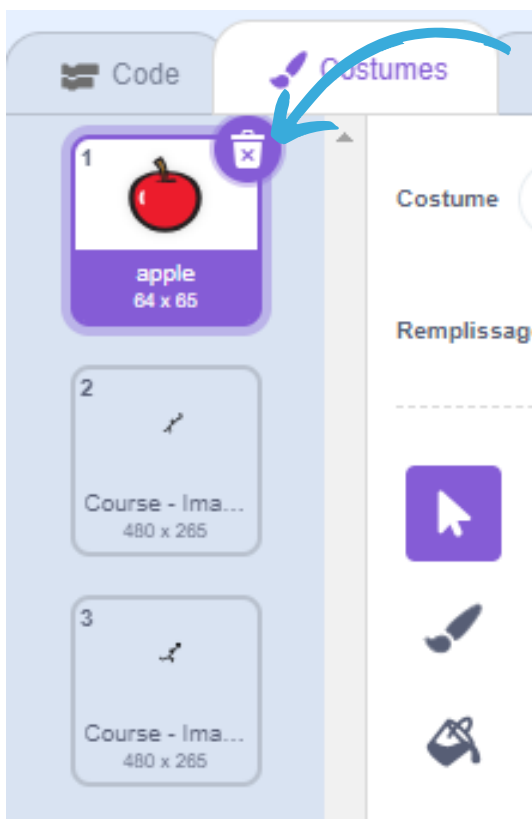 Code
Costumes
1
apple
64 x 65
2
Course - Ima...
480 x 265
3
Course - Ima...
480 x 265
Costume
Remplissag